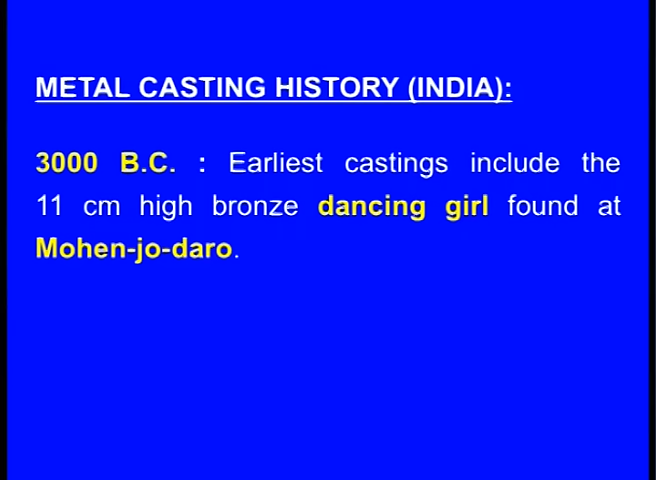 METAL CASTING HISTORY (INDIA):
3000 B.C. : Earliest castings include the
11 cm high bronze dancing girl found at
Mohen-jo-daro.